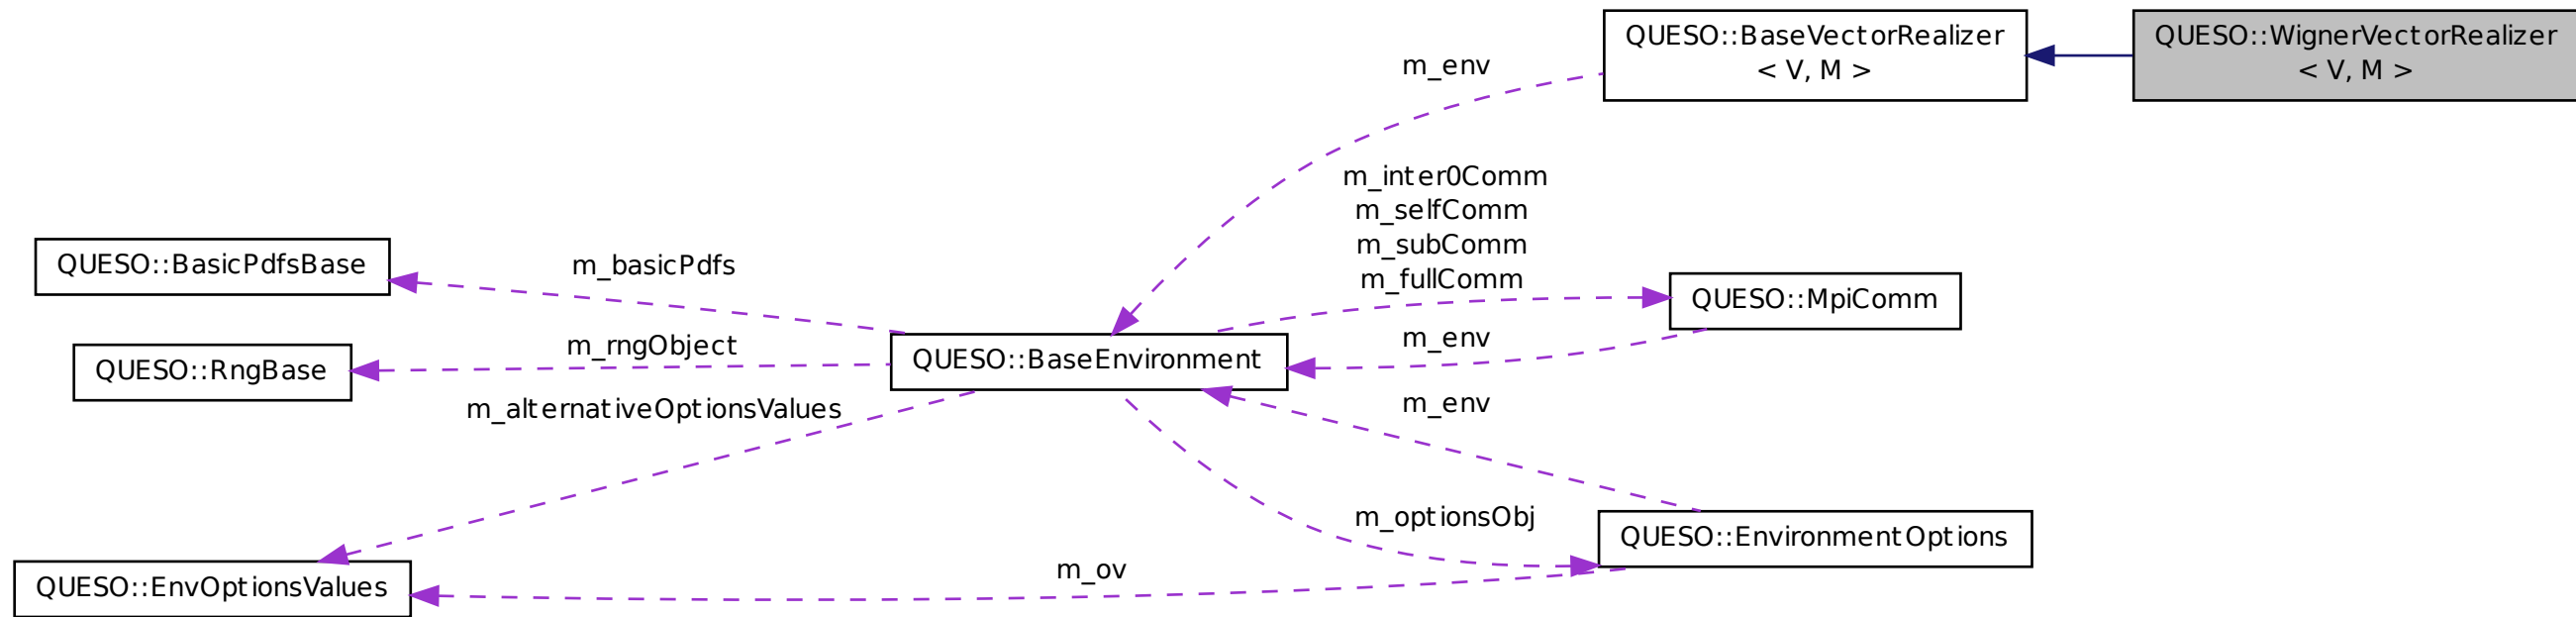 QUESO::BaseVectorRealizer
< V, M >
QUESO::WignerVectorRealizer
< V, M >
m_env
m_inter0Comm
m_selfComm
m_subComm
m_fullComm
QUESO::BasicPdfsBase
m_basicPdfs
QUESO::MpiComm
m_env
m_rngObject
QUESO::RngBase
QUESO::BaseEnvironment
m_alternativeOptionsValues
m_env
m_optionsObj
QUESO::EnvironmentOptions
m_ov
QUESO::EnvOptionsValues